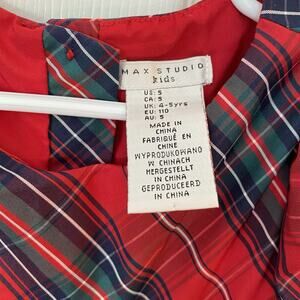 MAX STUDIO
kids
US: 5
CA: 5
UK: 4-5yrs
EU: 110
AU: 5
MADE IN
CHINA
FABRIQUÉ EN
CHINE
WYPRODUKOWANO
W CHINACH
HERGESTELLT
IN CHINA
GEPRODUCEERD
IN CHINA